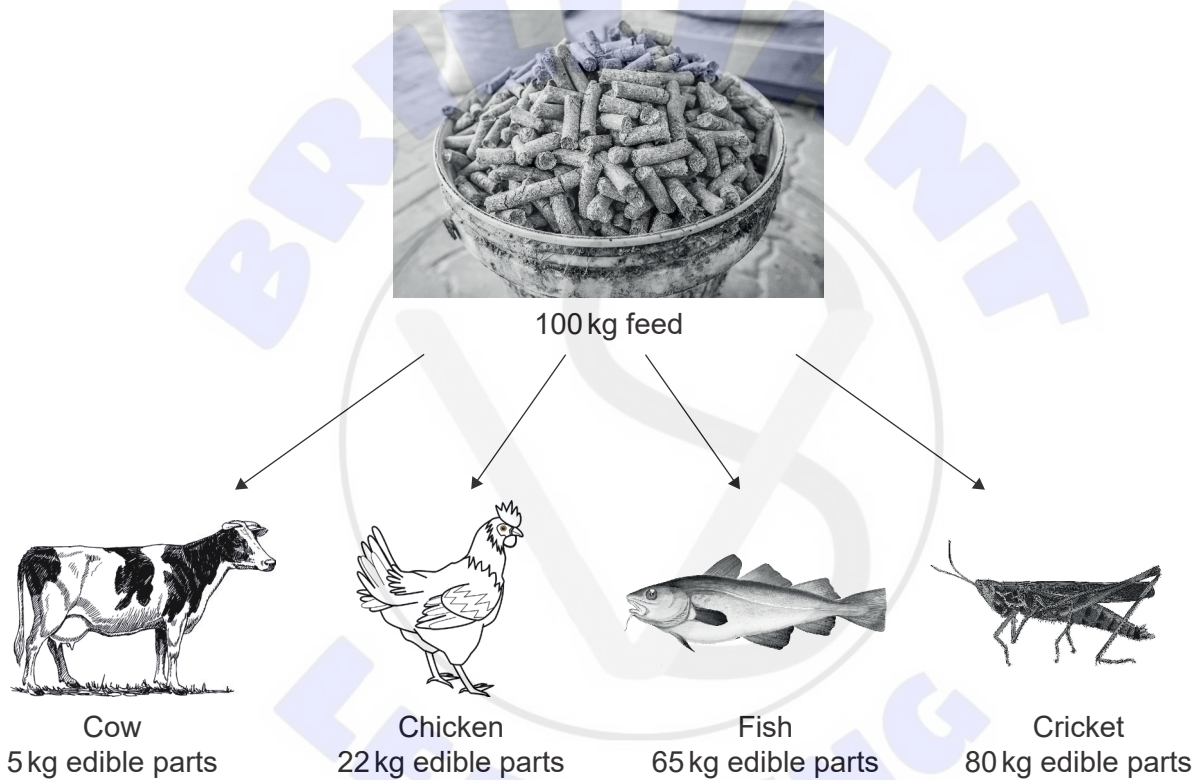 100 kg feed
Cow
5 kg edible parts
Chicken
22 kg edible parts
Fish
65 kg edible parts
Cricket
80 kg edible parts
BRILLIANT